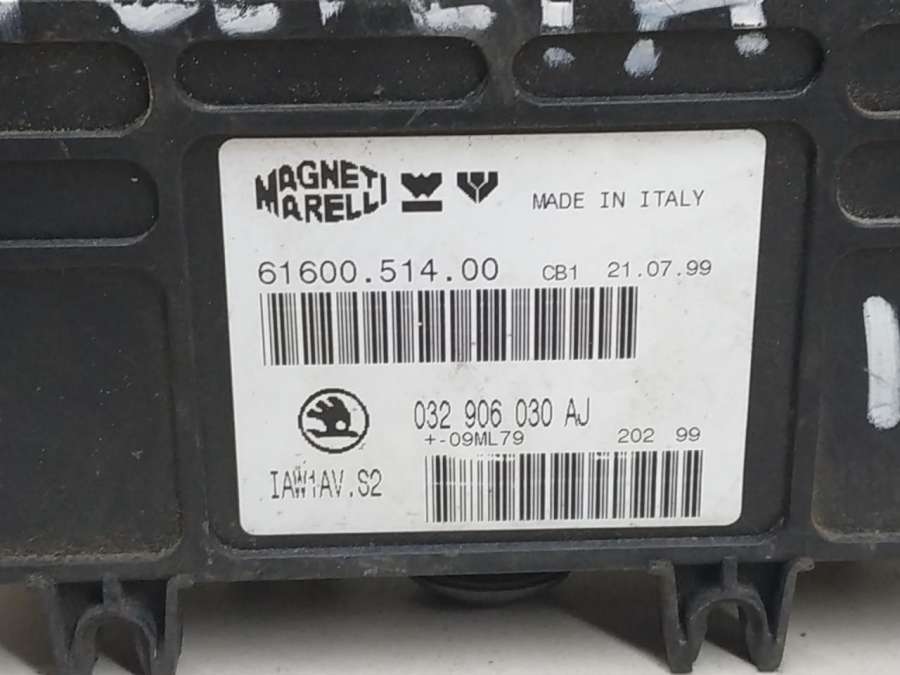 MAGNETI
MARELLI
MADE IN ITALY
61600.514.00 CB1 21.07.99
032 906 030 AJ
+-09ML79 202 99
IAW1AV.S2